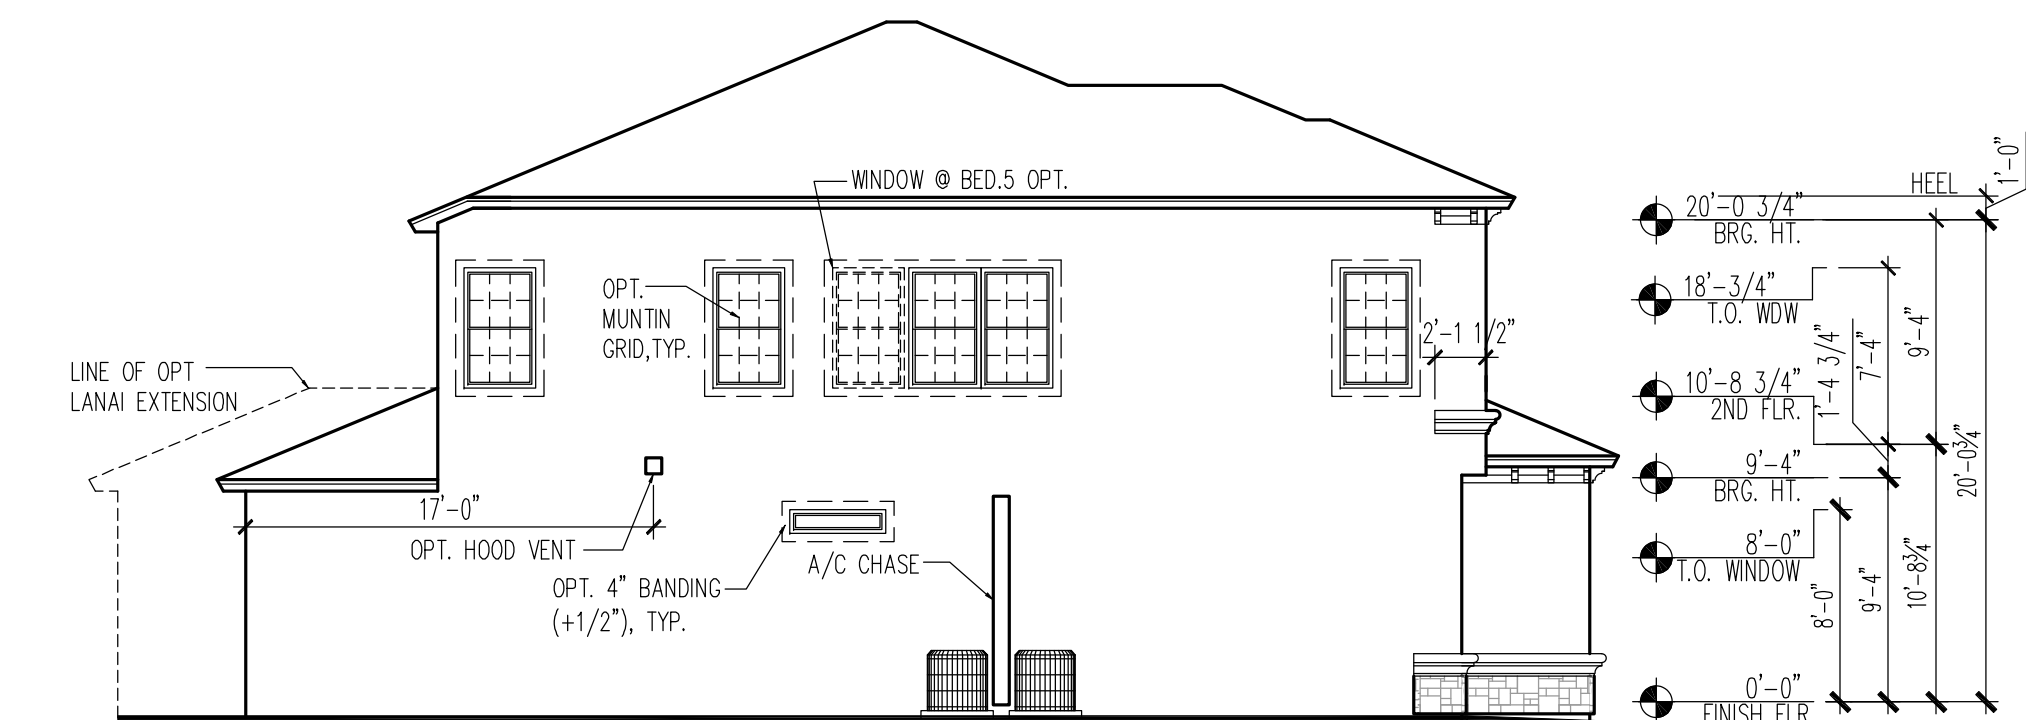 WINDOW @ BED.5 OPT.
OPT.
MUNTIN
GRID,TYP.
LINE OF OPT
LANAI EXTENSION
17'-0"
OPT. HOOD VENT
OPT. 4" BANDING
(+1/2"), TYP.
A/C CHASE
2'-1 1/2"
HEEL
1'-0"
20'-0 3/4"
BRG. HT.
18'-3/4"
T.O. WDW
10'-8 3/4"
2ND FLR.
9'-4"
BRG. HT.
8'-0"
T.O. WINDOW
0'-0"
FINISH FLR
1'-4 3/4"
7'-4"
9'-4"
20'-0¾"
8'-0"
9'-4"
10'-8¾"